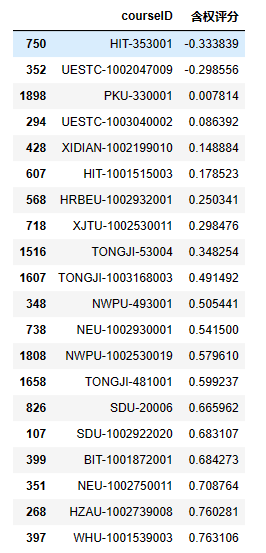 courseID 含权评分
750 HIT-353001 -0.333839
352 UESTC-1002047009 -0.298556
1898 PKU-330001 0.007814
294 UESTC-1003040002 0.086392
428 XIDIAN-1002199010 0.148884
607 HIT-1001515003 0.178523
568 HRBEU-1002932001 0.250341
718 XJTU-1002530011 0.298476
1516 TONGJI-53004 0.348254
1607 TONGJI-1003168003 0.491492
348 NWPU-493001 0.505441
738 NEU-1002930001 0.541500
1808 NWPU-1002530019 0.579610
1658 TONGJI-481001 0.599237
826 SDU-20006 0.665962
107 SDU-1002922020 0.683107
399 BIT-1001872001 0.684273
351 NEU-1002750011 0.708764
268 HZAU-1002739008 0.760281
397 WHU-1001539003 0.763106